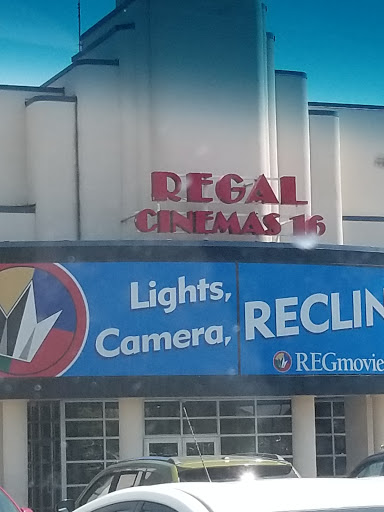 REGAL
CINEMAS 16
Lights,
Camera,
RECLIN
REGmovie